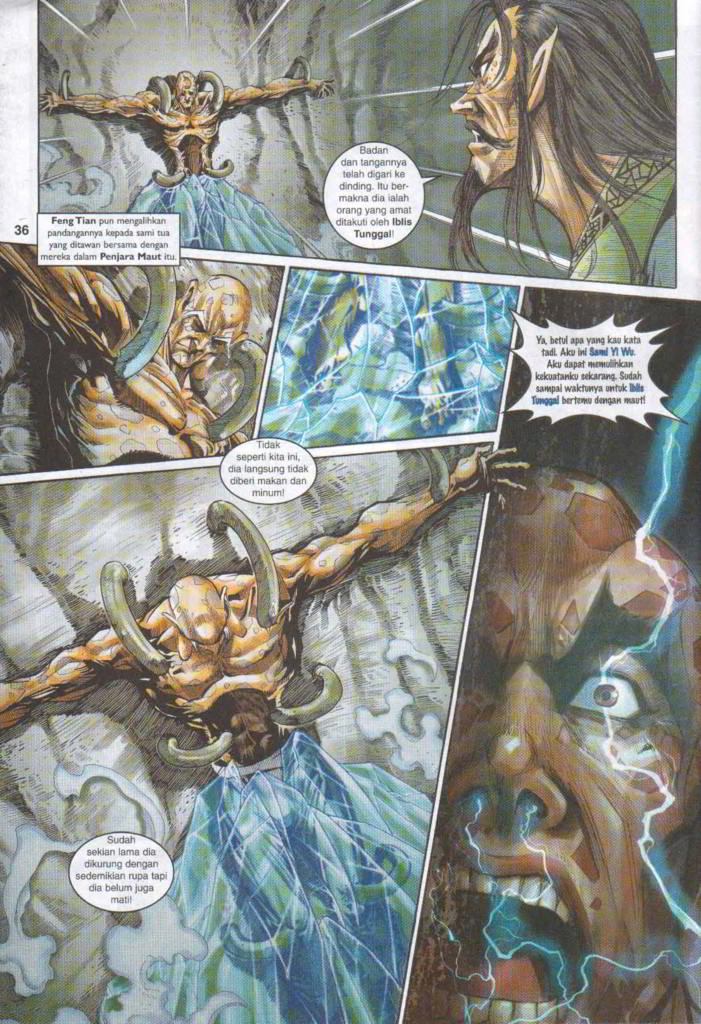 Badan
dan tangannya
telah digari ke
dinding. Itu ber-
makna dia ialah
orang yang amat
ditakuti oleh Iblis
Tunggal!
36
Feng Tian pun mengalihkan
pandangannya kepada sami tua
yang ditawan bersama dengan
mereka dalam Penjara Maut itu.
Ya, betul apa yang kau kata
tadi. Aku ini Sami Yi Wu.
Aku dapat memulihkan
kekuatanku sekarang. Sudah
sampai waktunya untuk Iblis
Tunggal bertemu dengan maut!
Tidak
seperti kita ini,
dia langsung tidak
diberi makan dan
minum!
Sudah
sekian lama dia
dikurung dengan
sedemikian rupa tapi
dia belum juga
mati!